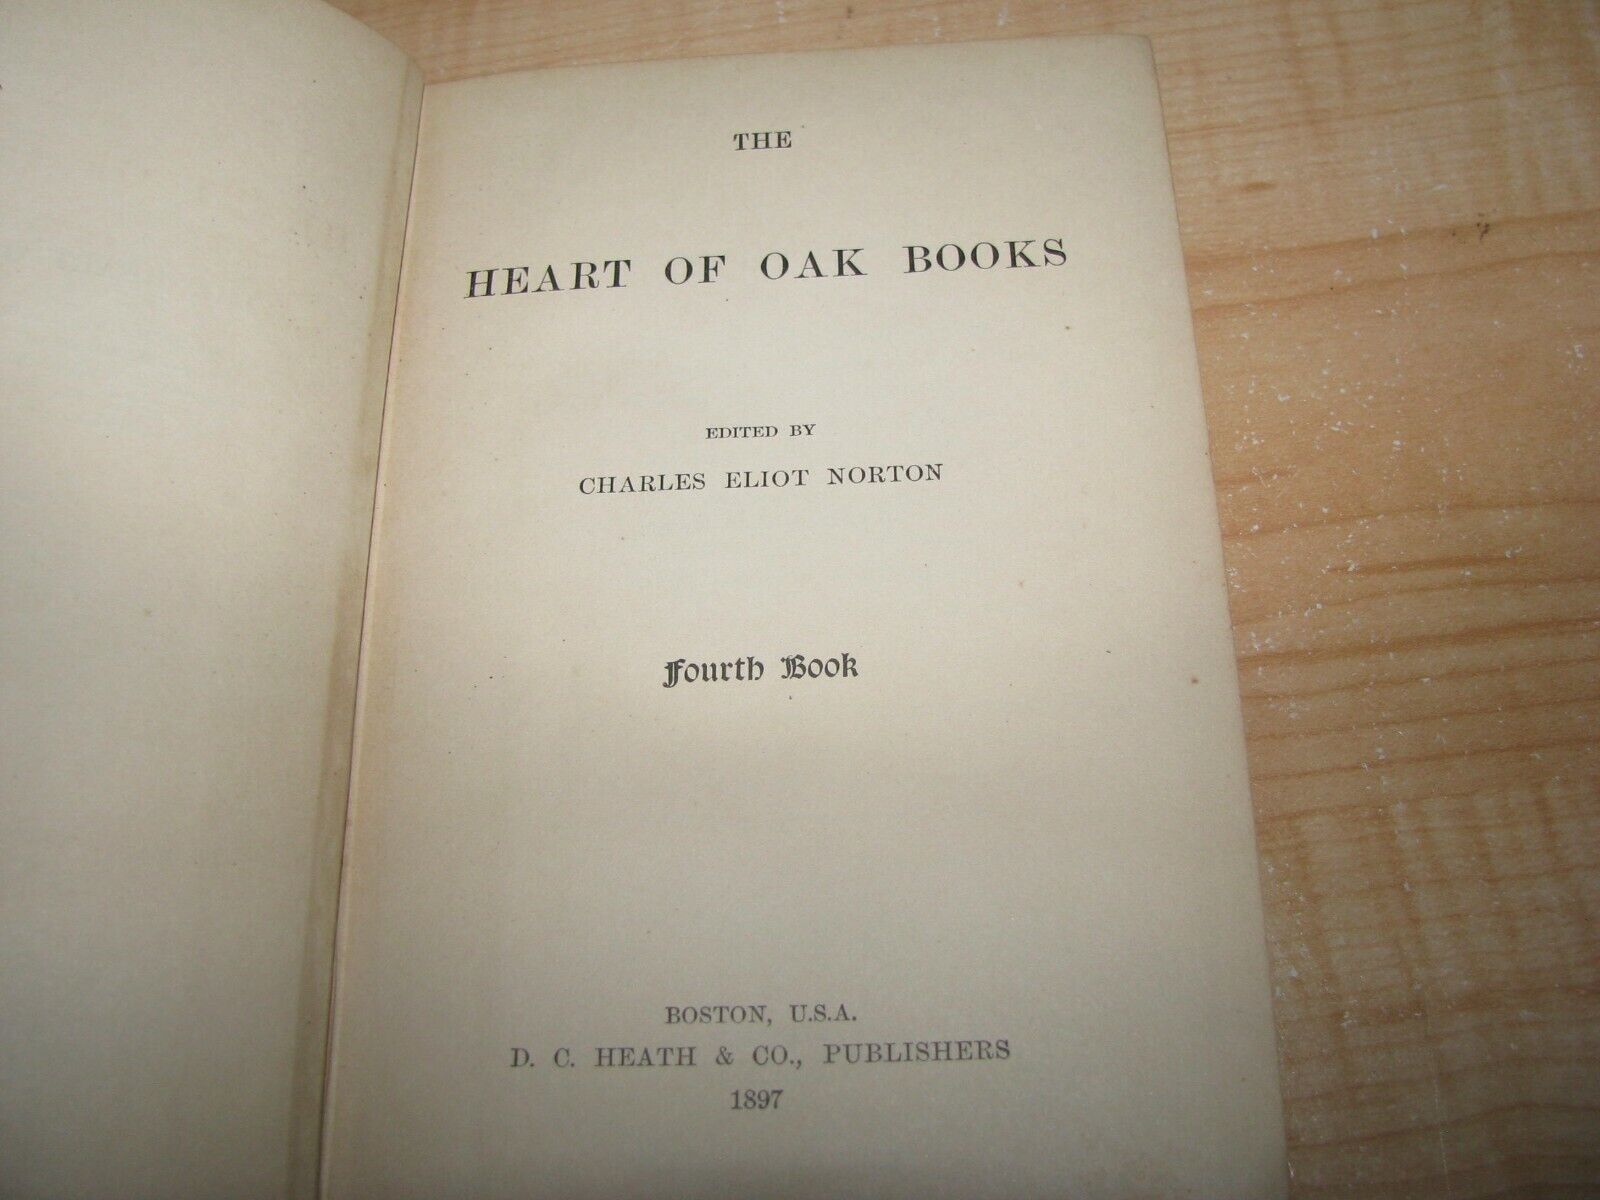 THE
HEART OF OAK BOOKS
EDITED BY
CHARLES ELIOT NORTON
Fourth Book
BOSTON, U.S.A.
D. C. HEATH & CO., PUBLISHERS
1897